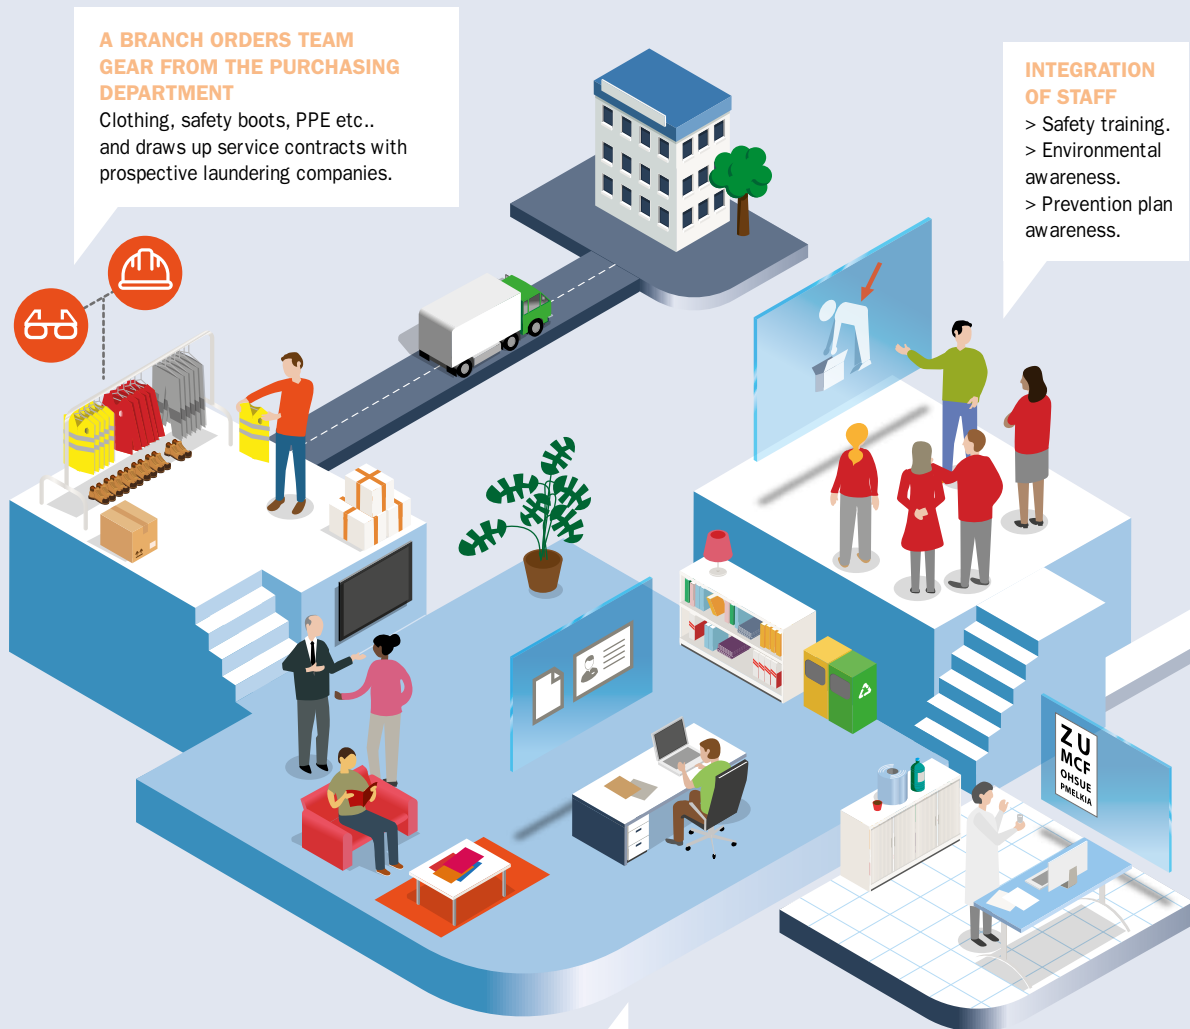 A BRANCH ORDERS TEAM
GEAR FROM THE PURCHASING
DEPARTMENT
Clothing, safety boots, PPE etc..
and draws up service contracts with
prospective laundering companies.
INTEGRATION
OF STAFF
> Safety training.
> Environmental
awareness.
> Prevention plan
awareness.
Z U
MCF
OHSUE
PMELKIA